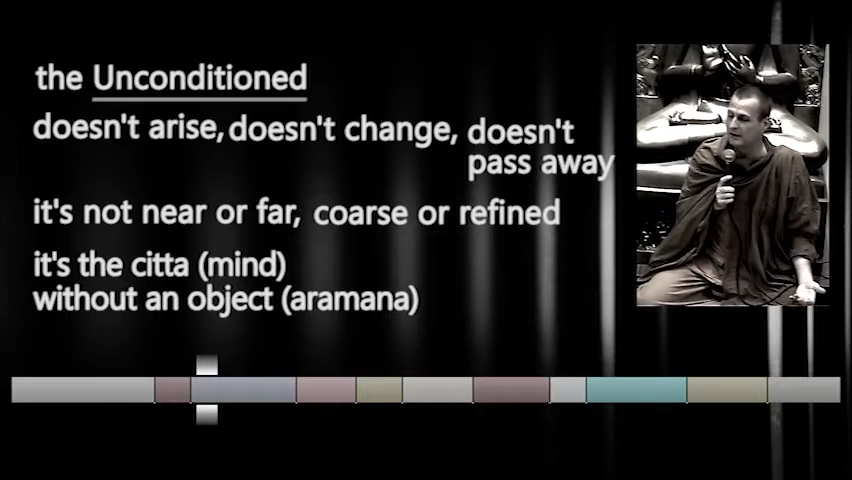 the Unconditioned
doesn't arise, doesn't change, doesn't
pass away
it's not near or far, coarse or refined
it's the citta (mind)
without an object (aramana)